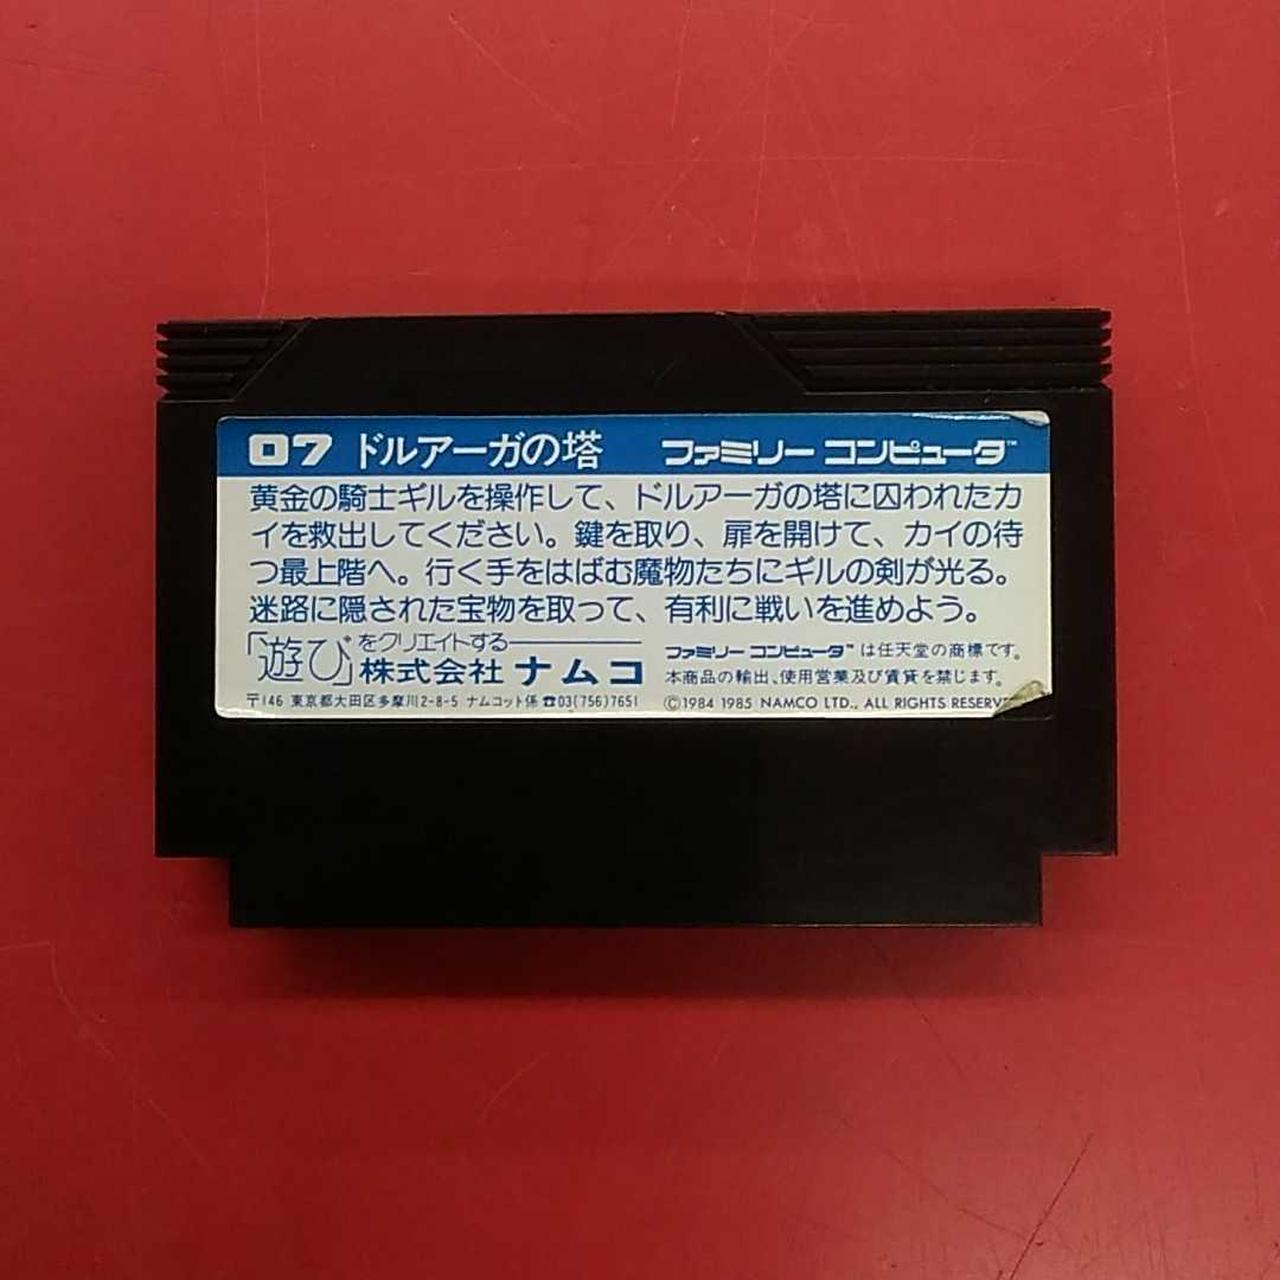 07 ドルアーガの塔 ファミリー コンピュータ™
黄金の騎士ギルを操作して、ドルアーガの塔に囚われたカ
イを救出してください。鍵を取り、扉を開けて、カイの待
つ最上階へ。行く手をはばむ魔物たちにギルの剣が光る。
迷路に隠された宝物を取って、有利に戦いを進めよう。
「遊び」をクリエイトする
株式会社 ナムコ
〒146 東京都大田区多摩川2-8-5 ナムコット係 ☎03(756)7651
ファミリー コンピュータ™ は任天堂の商標です。
本商品の輸出、使用営業及び賃貸を禁じます。
©1984 1985 NAMCO LTD., ALL RIGHTS